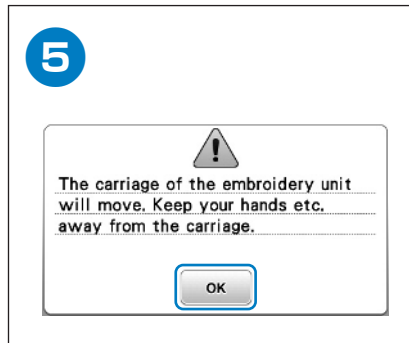 5
The carriage of the embroidery unit
will move. Keep your hands etc.
away from the carriage.
OK